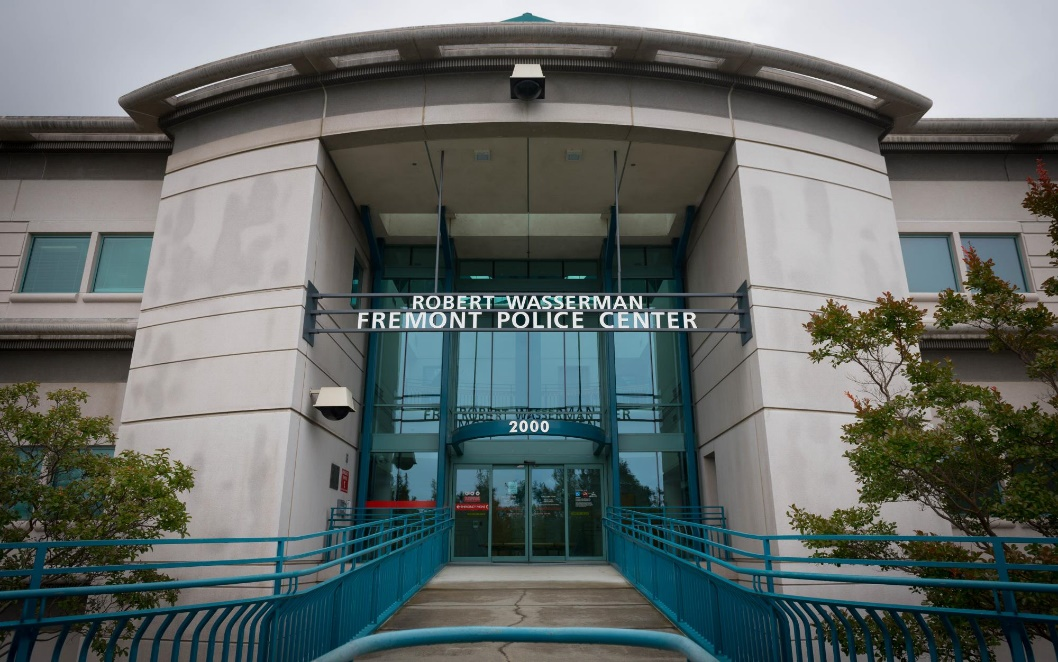 ROBERT WASSERMAN
FREMONT POLICE CENTER
2000